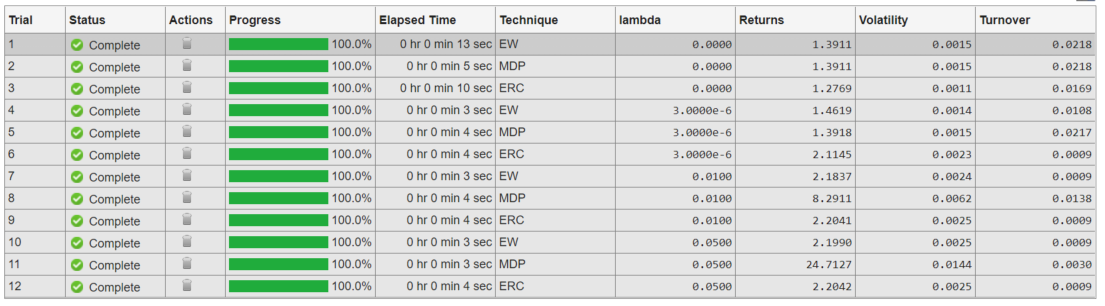 Trial Status Actions Progress Elapsed Time Technique lambda Returns Volatility Turnover
1 Complete 100.0% 0 hr 0 min 13 sec EW 0.0000 1.3911 0.0015 0.0218
2 Complete 100.0% 0 hr 0 min 5 sec MDP 0.0000 1.3911 0.0015 0.0218
3 Complete 100.0% 0 hr 0 min 10 sec ERC 0.0000 1.2769 0.0011 0.0169
4 Complete 100.0% 0 hr 0 min 3 sec EW 3.0000e-6 1.4619 0.0014 0.0108
5 Complete 100.0% 0 hr 0 min 4 sec MDP 3.0000e-6 1.3918 0.0015 0.0217
6 Complete 100.0% 0 hr 0 min 4 sec ERC 3.0000e-6 2.1145 0.0023 0.0009
7 Complete 100.0% 0 hr 0 min 3 sec EW 0.0100 2.1837 0.0024 0.0009
8 Complete 100.0% 0 hr 0 min 4 sec MDP 0.0100 8.2911 0.0062 0.0138
9 Complete 100.0% 0 hr 0 min 4 sec ERC 0.0100 2.2041 0.0025 0.0009
10 Complete 100.0% 0 hr 0 min 3 sec EW 0.0500 2.1990 0.0025 0.0009
11 Complete 100.0% 0 hr 0 min 3 sec MDP 0.0500 24.7127 0.0144 0.0030
12 Complete 100.0% 0 hr 0 min 4 sec ERC 0.0500 2.2042 0.0025 0.0009